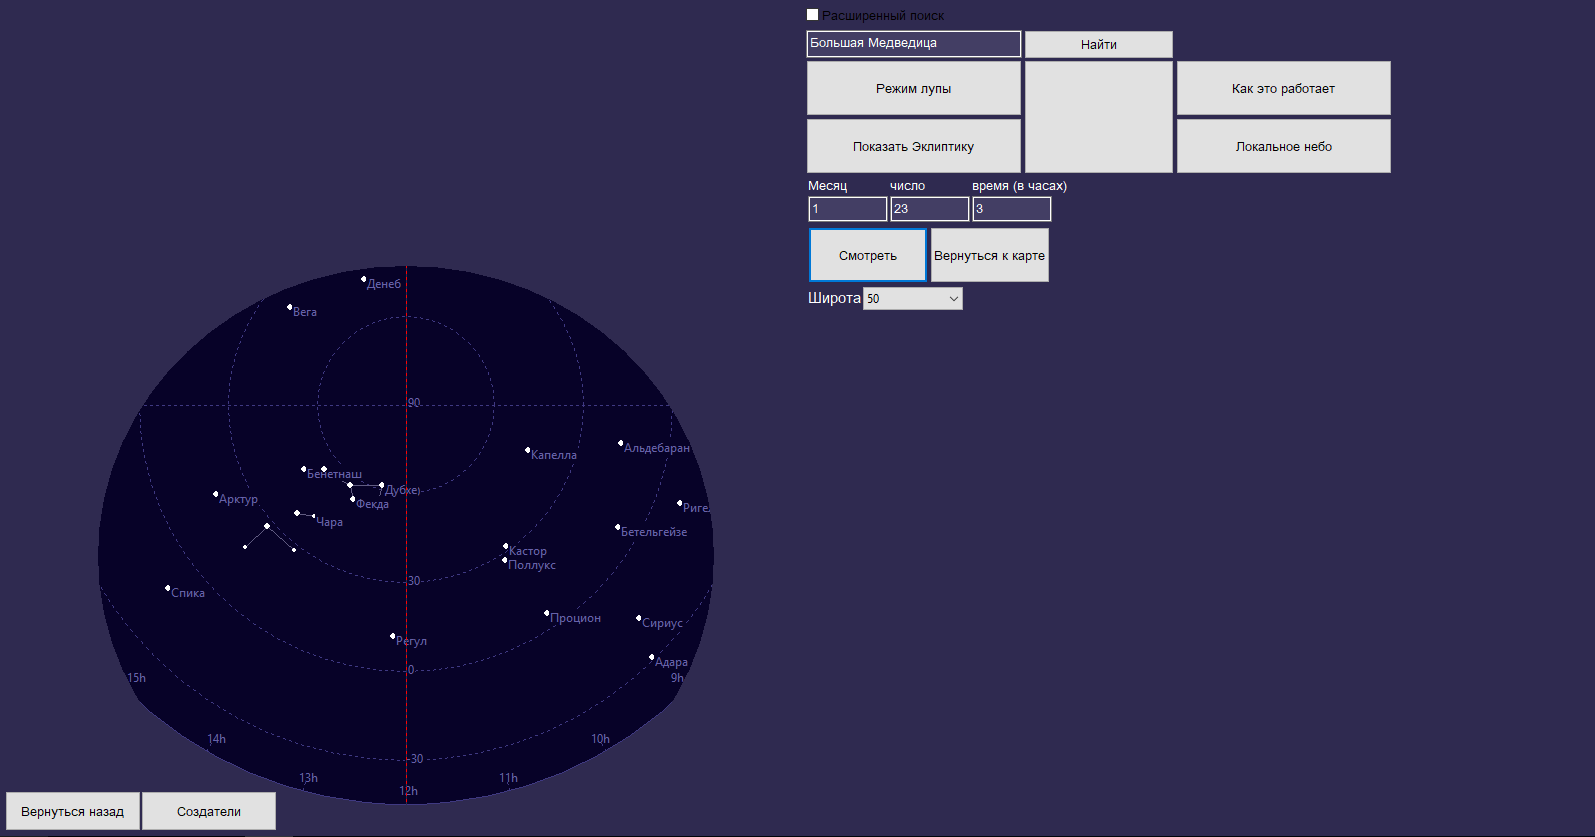 Расширенный поиск
Большая Медведица
Найти
Режим лупы
Как это работает
Показать Эклиптику
Локальное небо
Месяц
число
время (в часах)
1
23
3
Смотреть
Вернуться к карте
Широта
50
Денеб
Вега
90
Капелла
Альдебаран
Бенетнаш
Дубхе
Арктур
Фекда
Чара
Риге
Бетельгейзе
Кастор
Поллукс
30
Спика
Процион
Сириус
Регул
Адара
0
15h
9h
14h
10h
-30
13h
11h
12h
Вернуться назад
Создатели